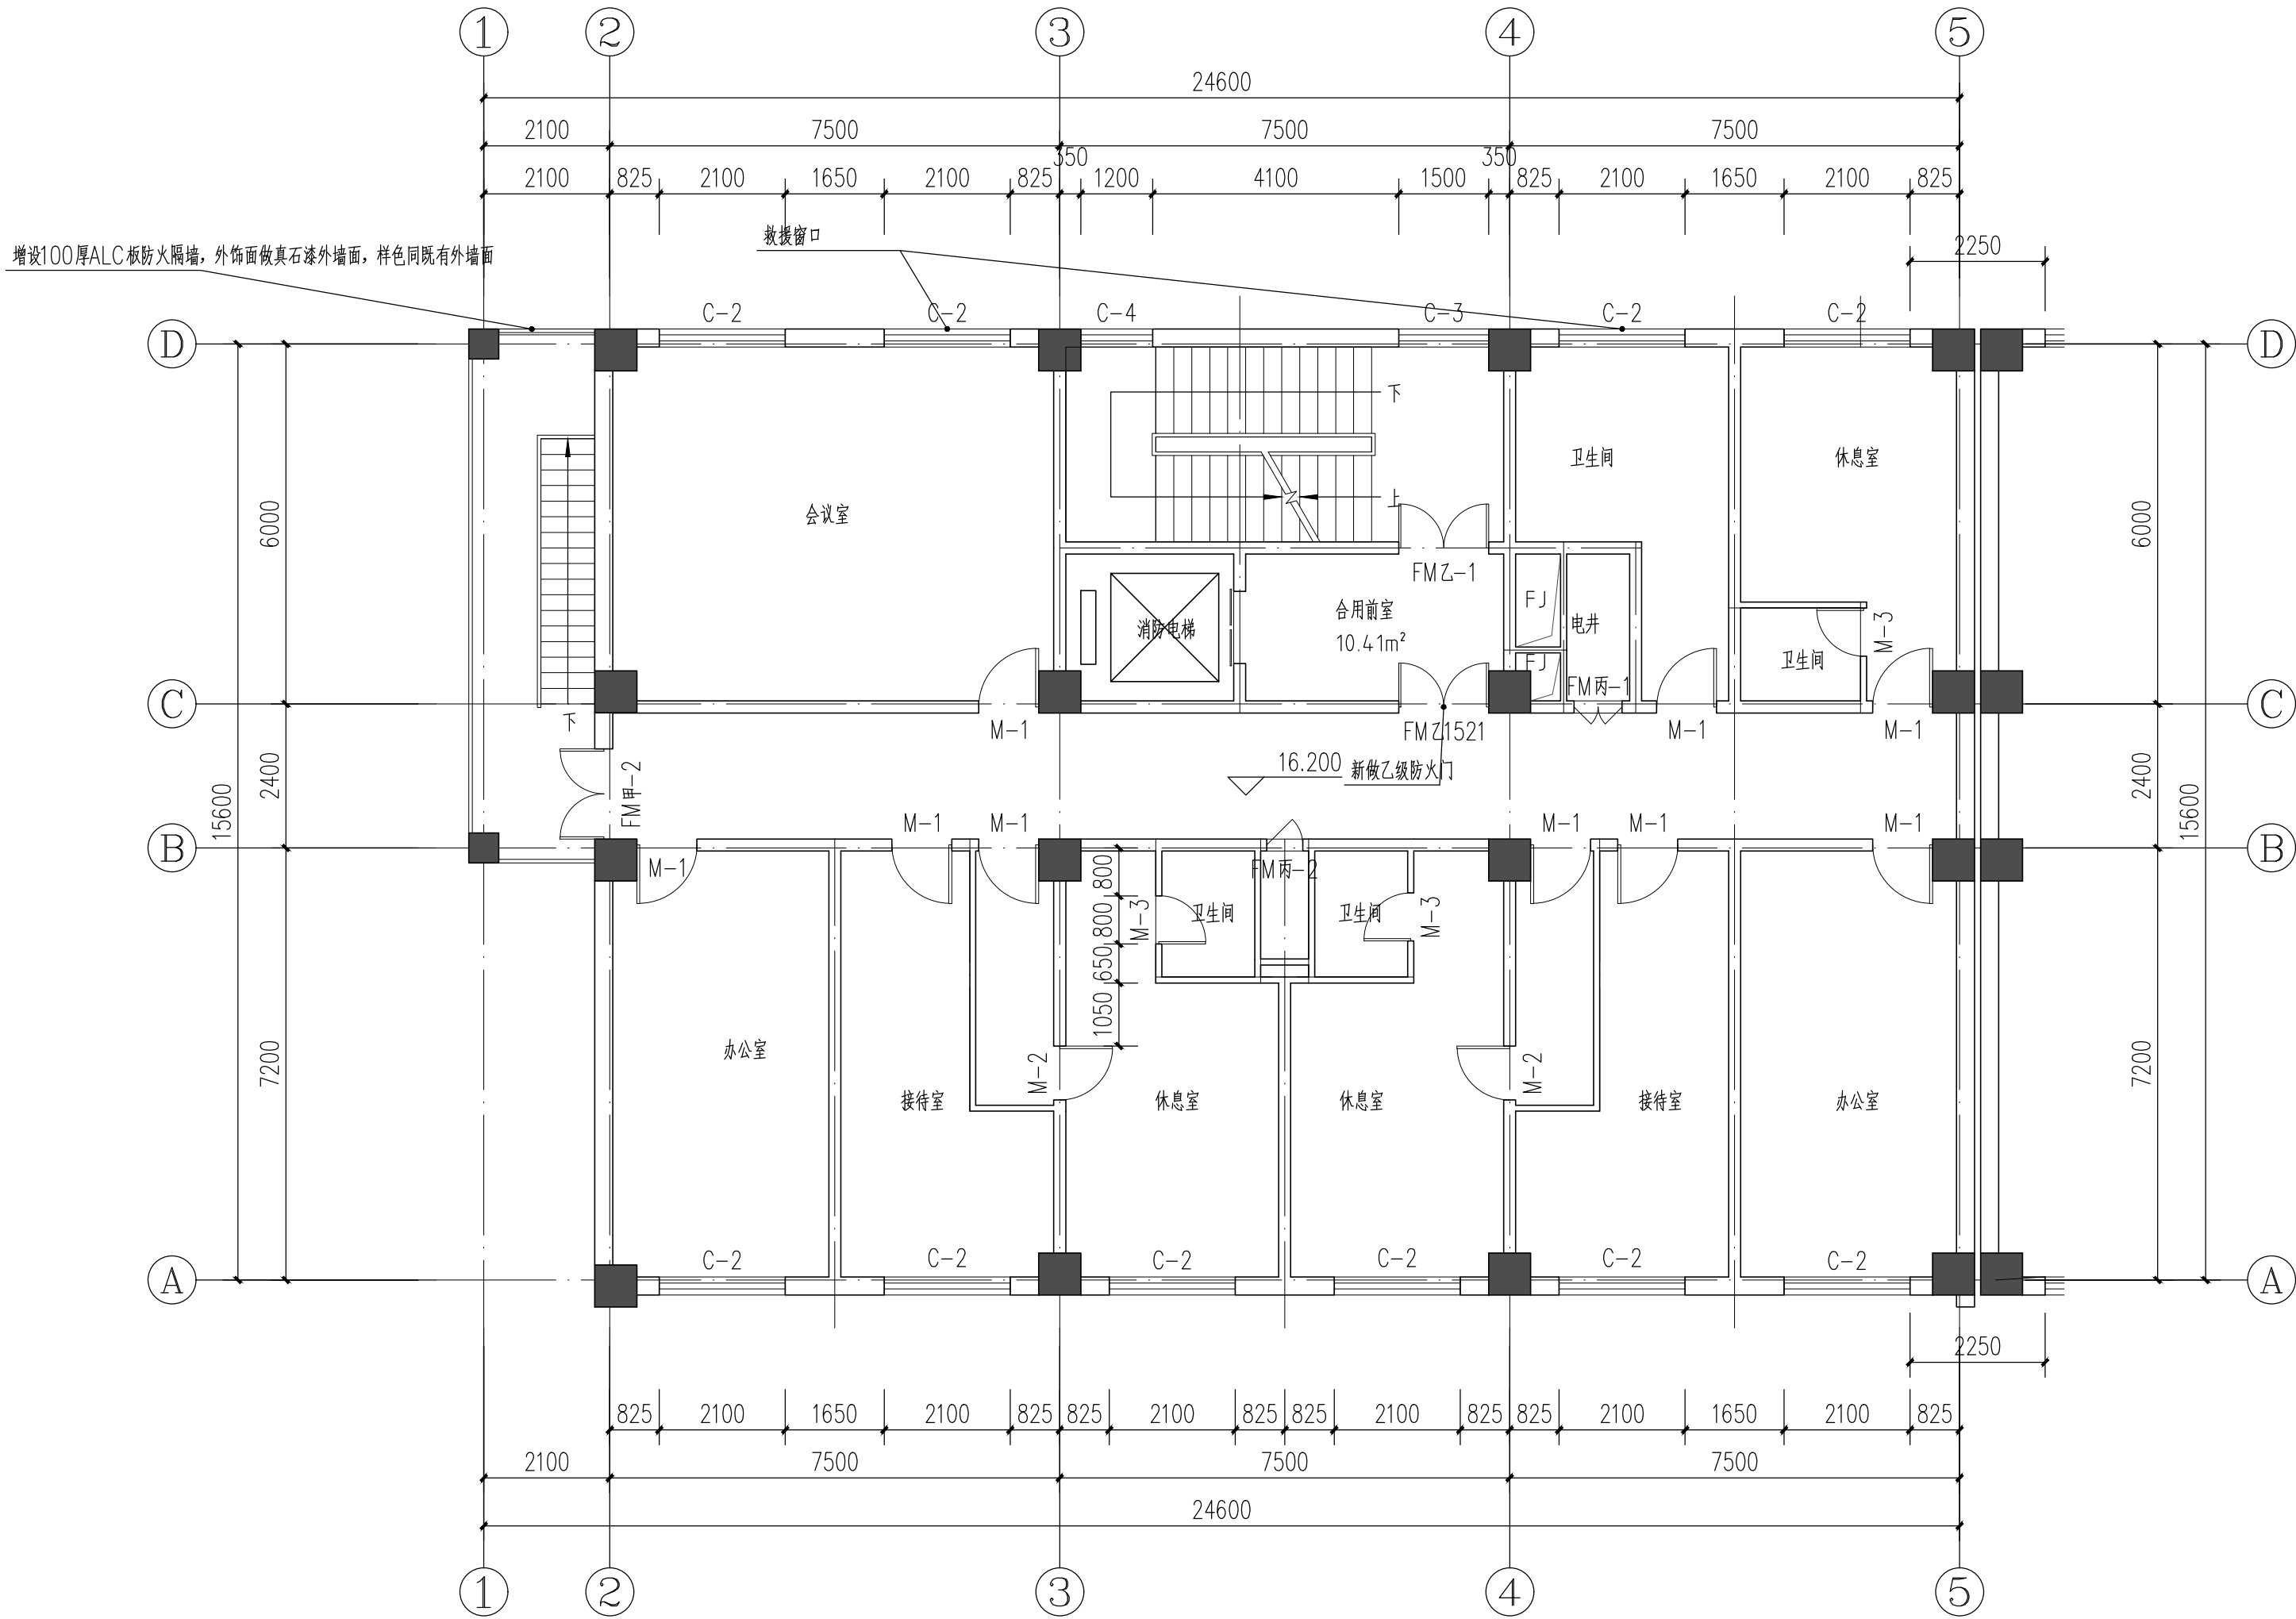 1 2 3 4 5
24600
2100 7500 7500 7500
350 350
2100 825 2100 1650 2100 825 1200 4100 1500 825 2100 1650 2100 825
救援窗口
增设100厚ALC板防火隔墙，外饰面做真石漆外墙面，样色同既有外墙面
2250
C-2 C-2 C-4 C-3 C-2 C-2
D D
下
卫生间 休息室
上
会议室
6000 6000
FM乙-1
FJ
合用前室
10.41m²
电井
消防电梯
M-3
卫生间
FJ
FM丙-1
C C
下
M-1 FM乙1521 M-1 M-1
16.200
新做乙级防火门
2400 2400
FM甲-2
15600 15600
M-1 M-1 M-1 M-1 M-1
B B
M-1
FM丙-2
800
卫生间 卫生间
M-3 M-3
800
650
1050
办公室
7200 7200
M-2 M-2
接待室 休息室 休息室 接待室 办公室
C-2 C-2 C-2 C-2 C-2 C-2
A A
2250
825 2100 1650 2100 825 825 2100 825 825 2100 825 825 2100 1650 2100 825
2100 7500 7500 7500
24600
1 2 3 4 5